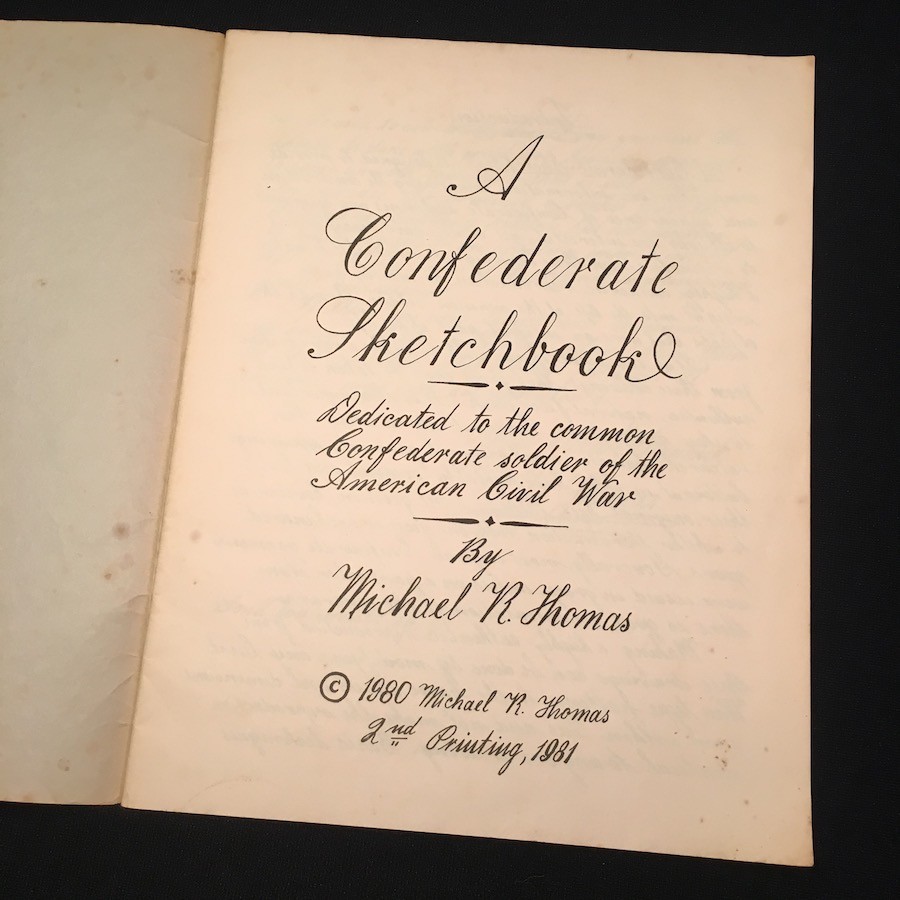 A
Confederate
Sketchbook
Dedicated to the common
Confederate soldier of the
American Civil War
By
Michael R. Thomas
© 1980 Michael R. Thomas
2nd Printing, 1981